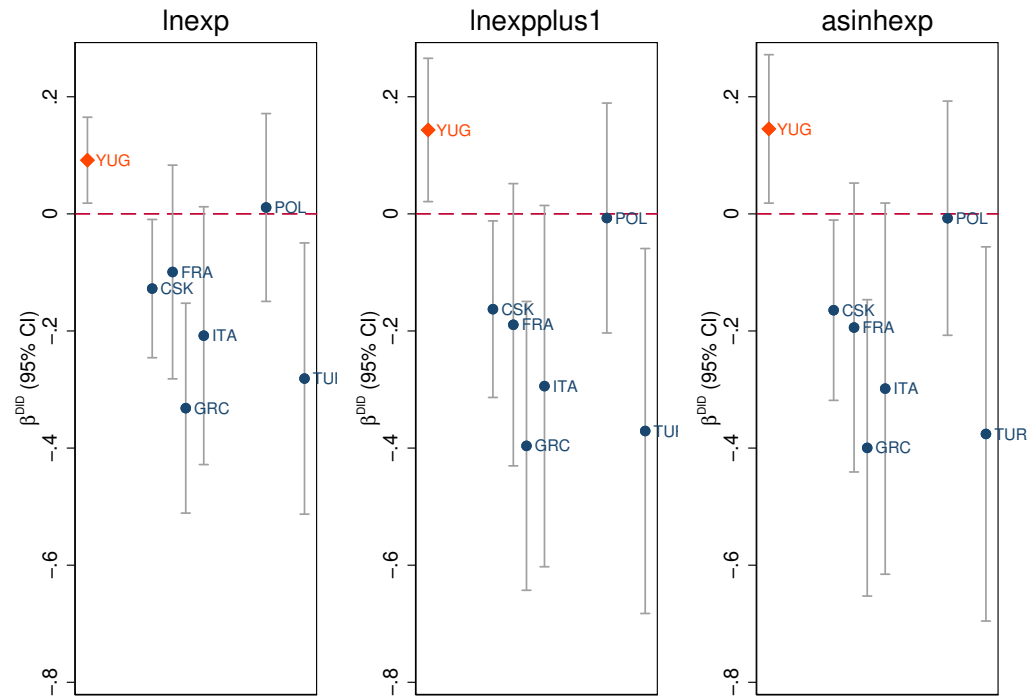 lnexp
β^DID (95% CI)
.2
0
-.2
-.4
-.6
-.8
YUG
POL
FRA
CSK
ITA
TUI
GRC
lnexpplus1
β^DID (95% CI)
.2
0
-.2
-.4
-.6
-.8
YUG
POL
CSK
FRA
ITA
TUI
GRC
asinhexp
β^DID (95% CI)
.2
0
-.2
-.4
-.6
-.8
YUG
POL
CSK
FRA
ITA
TUR
GRC